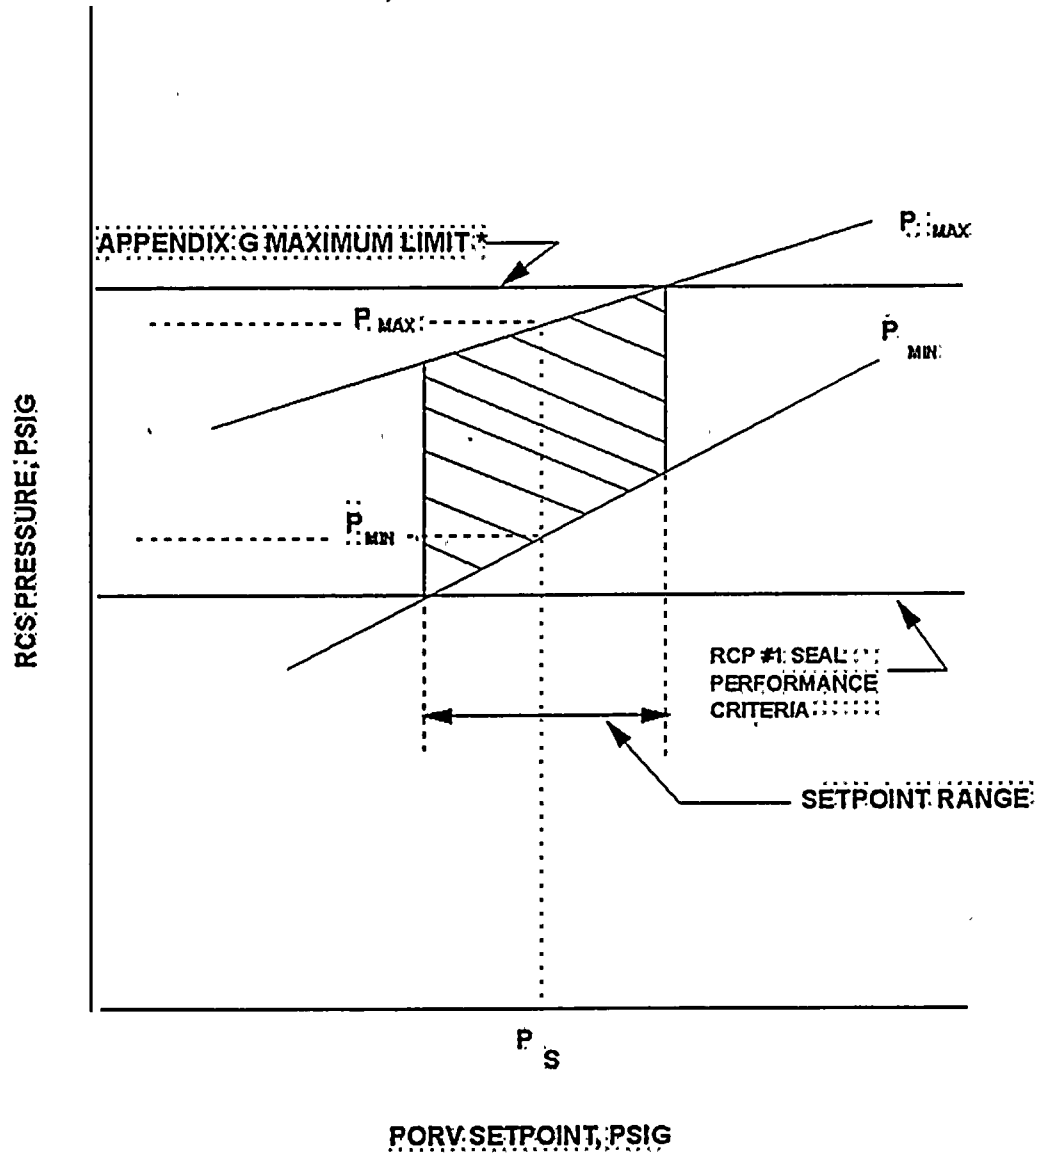 APPENDIX G MAXIMUM LIMIT *
P MAX
P MAX
P MIN
P MIN
RCS PRESSURE, PSIG
RCP #1 SEAL
PERFORMANCE
CRITERIA
SETPOINT RANGE
P S
PORV SETPOINT, PSIG